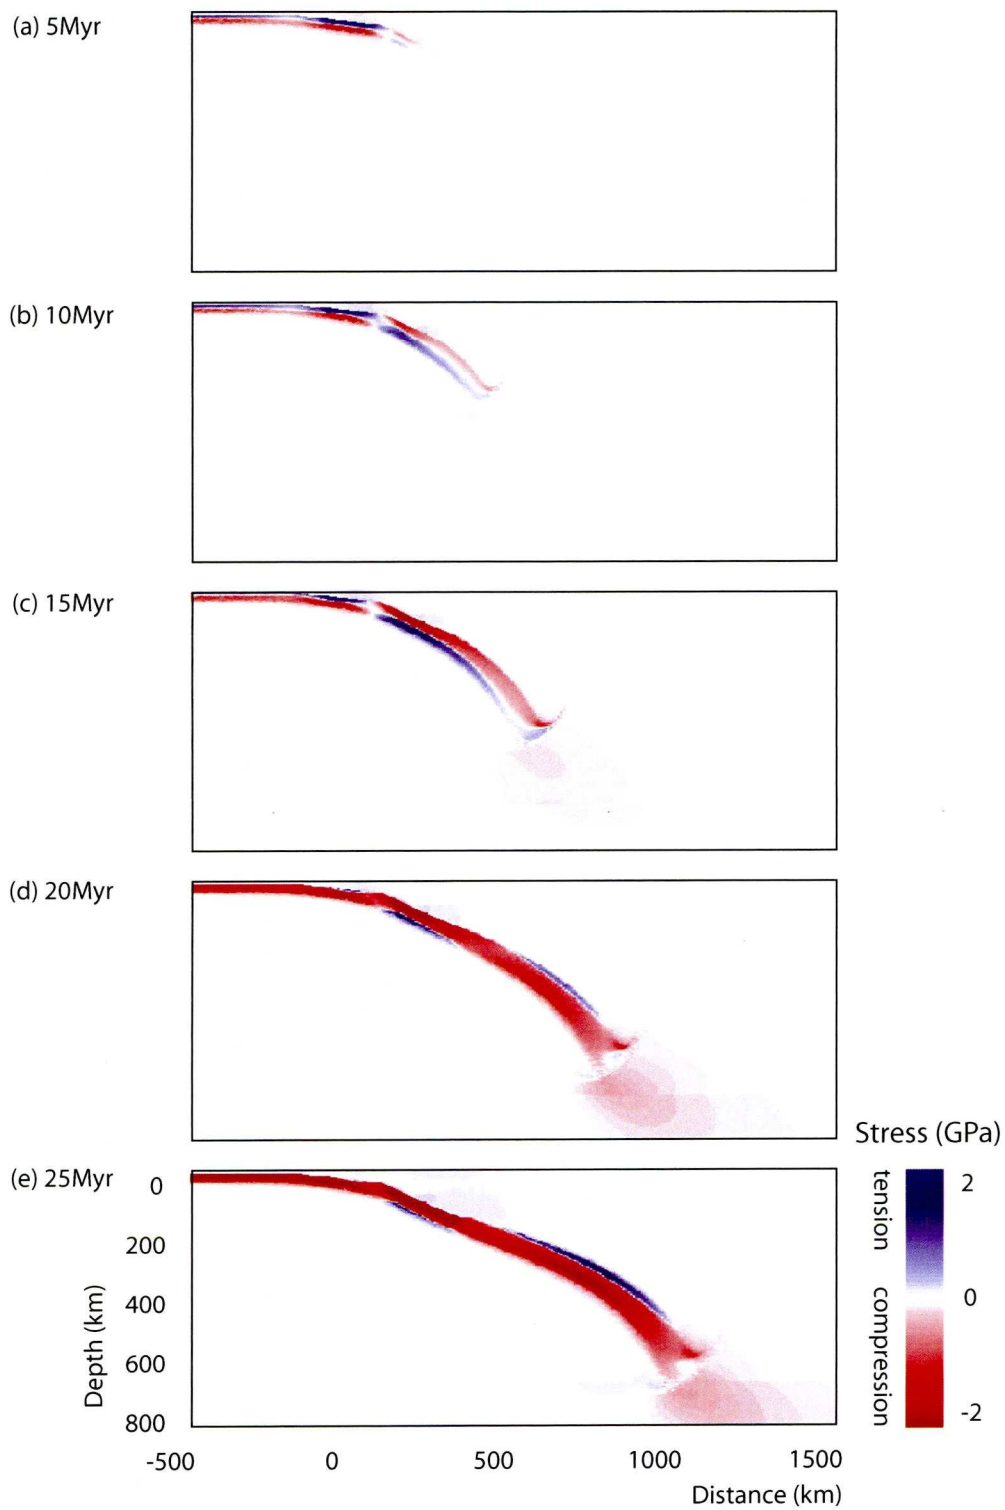 (a) 5Myr
(b) 10Myr
(c) 15Myr
(d) 20Myr
Stress (GPa)
(e) 25Myr
0
200
400
600
800
Depth (km)
-500
0
500
1000
1500
Distance (km)
tension
compression
2
0
-2